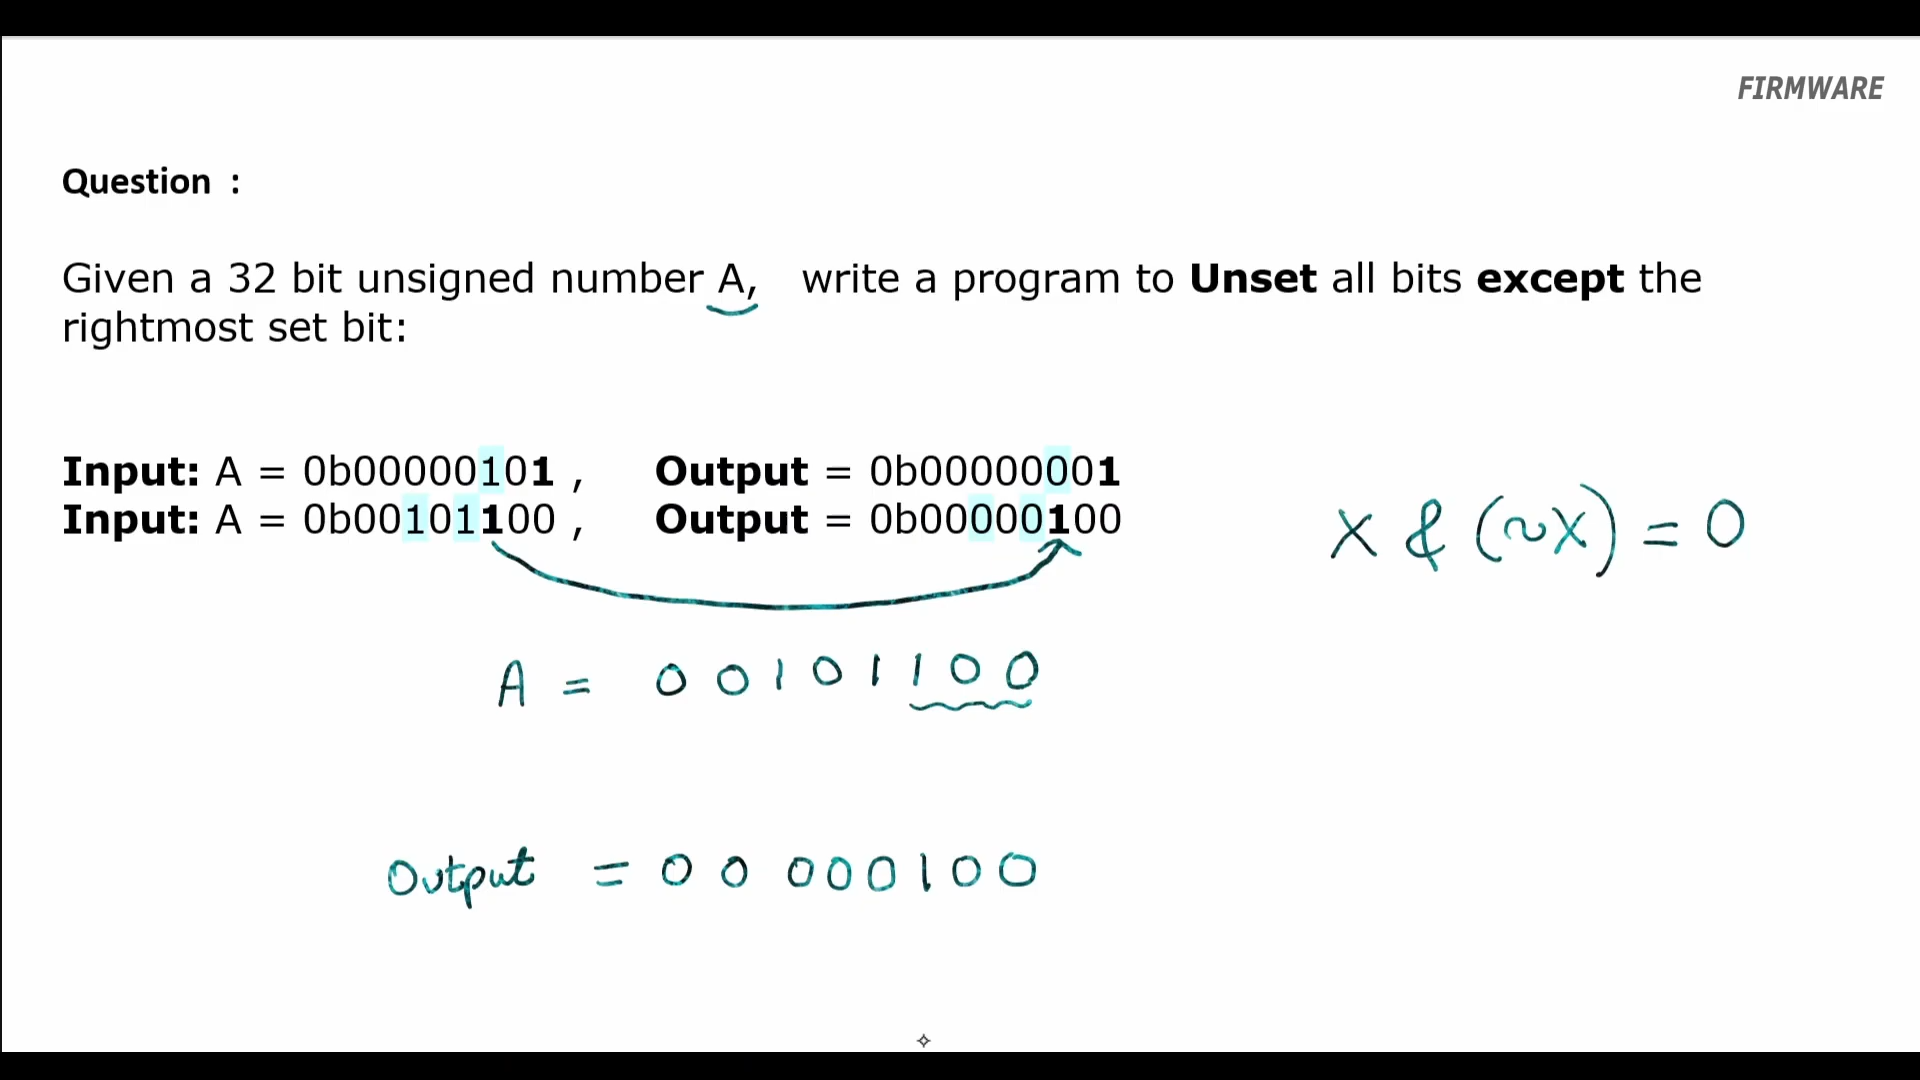 FIRMWARE
Question :
Given a 32 bit unsigned number A, write a program to Unset all bits except the
rightmost set bit:
Input: A = 0b00000101 , Output = 0b00000001
Input: A = 0b00101100 , Output = 0b00000100
X & (~X) = 0
A = 00101100
Output = 00000100